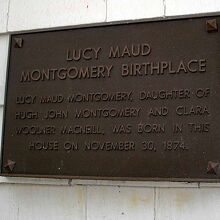 LUCY MAUD
MONTGOMERY BIRTHPLACE
LUCY MAUD MONTGOMERY, DAUGHTER OF
HUGH JOHN MONTGOMERY AND CLARA
WOOLNER MACNEILL, WAS BORN IN THIS
HOUSE ON NOVEMBER 30, 1874.